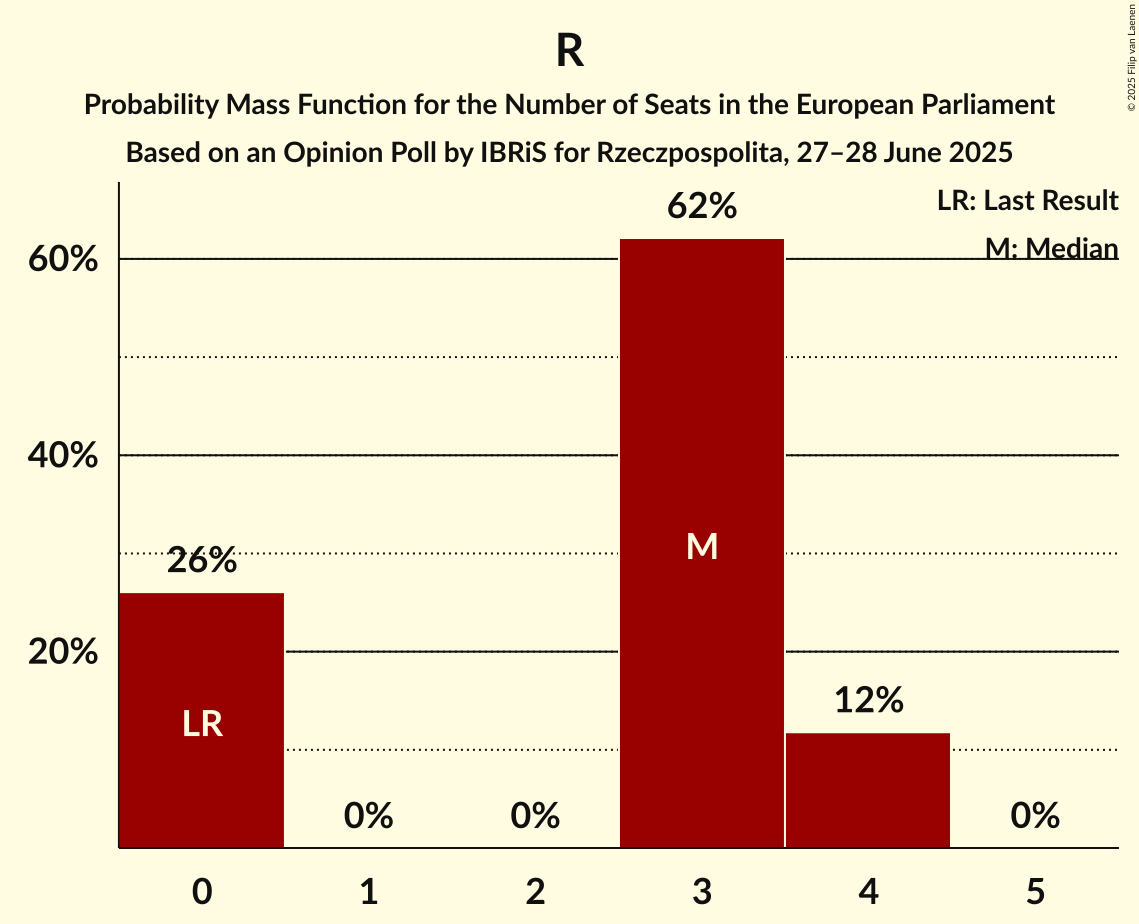 R
Probability Mass Function for the Number of Seats in the European Parliament
Based on an Opinion Poll by IBRiS for Rzeczpospolita, 27–28 June 2025
© 2025 Filip van Laenen
LR: Last Result
M: Median
62%
60%
40%
26%
M
20%
LR
12%
0%
0%
0%
0 1 2 3 4 5